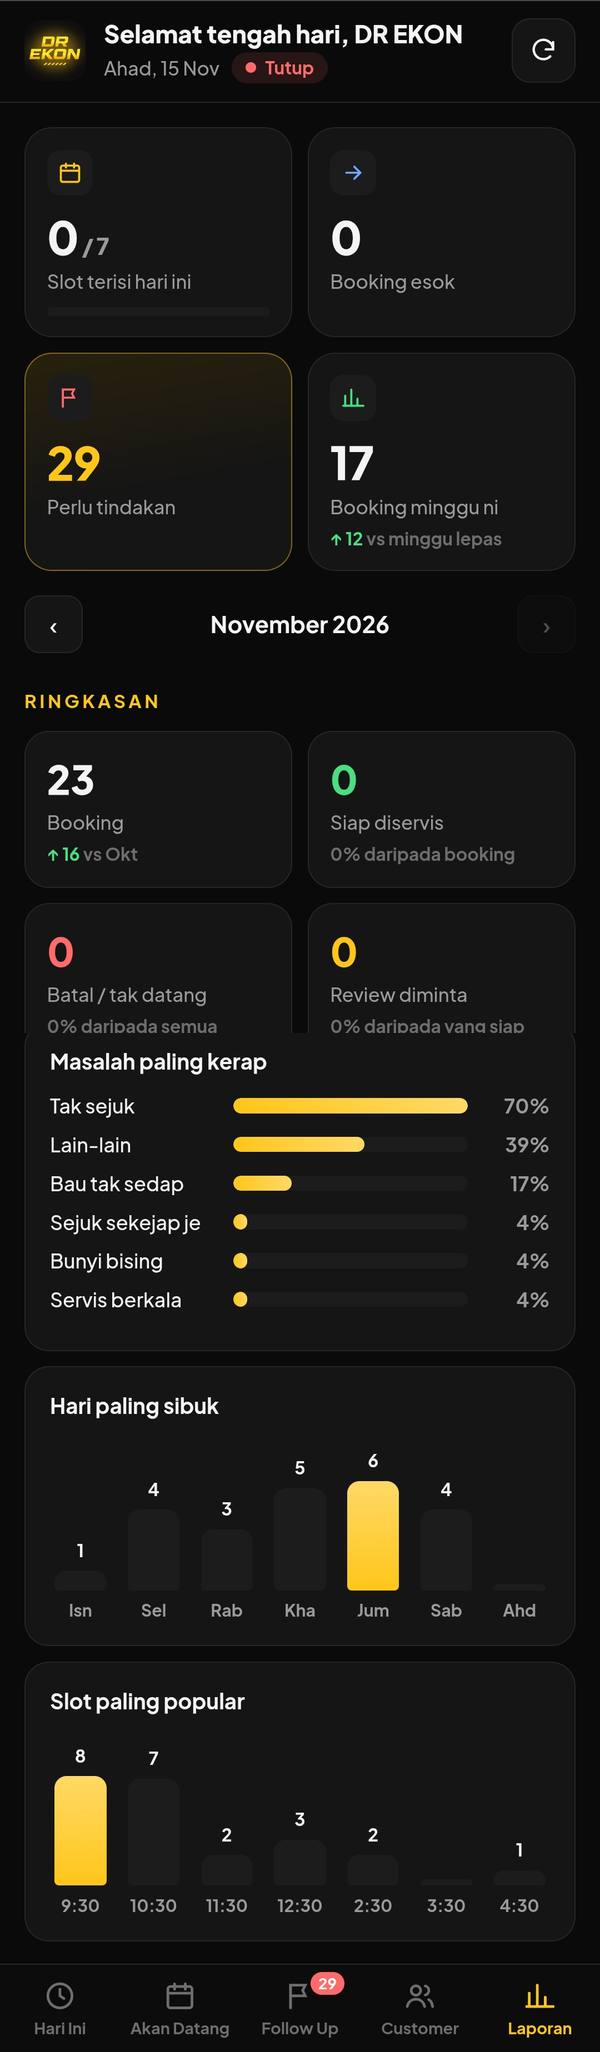 DR
EKON
Selamat tengah hari, DR EKON
Ahad, 15 Nov
Tutup
0 / 7
Slot terisi hari ini
0
Booking esok
29
Perlu tindakan
17
Booking minggu ni
↑ 12 vs minggu lepas
‹
November 2026
›
RINGKASAN
23
Booking
↑ 16 vs Okt
0
Siap diservis
0% daripada booking
0
Batal / tak datang
0% daripada semua
0
Review diminta
0% daripada yang siap
Masalah paling kerap
Tak sejuk 70%
Lain-lain 39%
Bau tak sedap 17%
Sejuk sekejap je 4%
Bunyi bising 4%
Servis berkala 4%
Hari paling sibuk
1 4 3 5 6 4
Isn Sel Rab Kha Jum Sab Ahd
Slot paling popular
8 7 2 3 2 1
9:30 10:30 11:30 12:30 2:30 3:30 4:30
29
Hari Ini Akan Datang Follow Up Customer Laporan